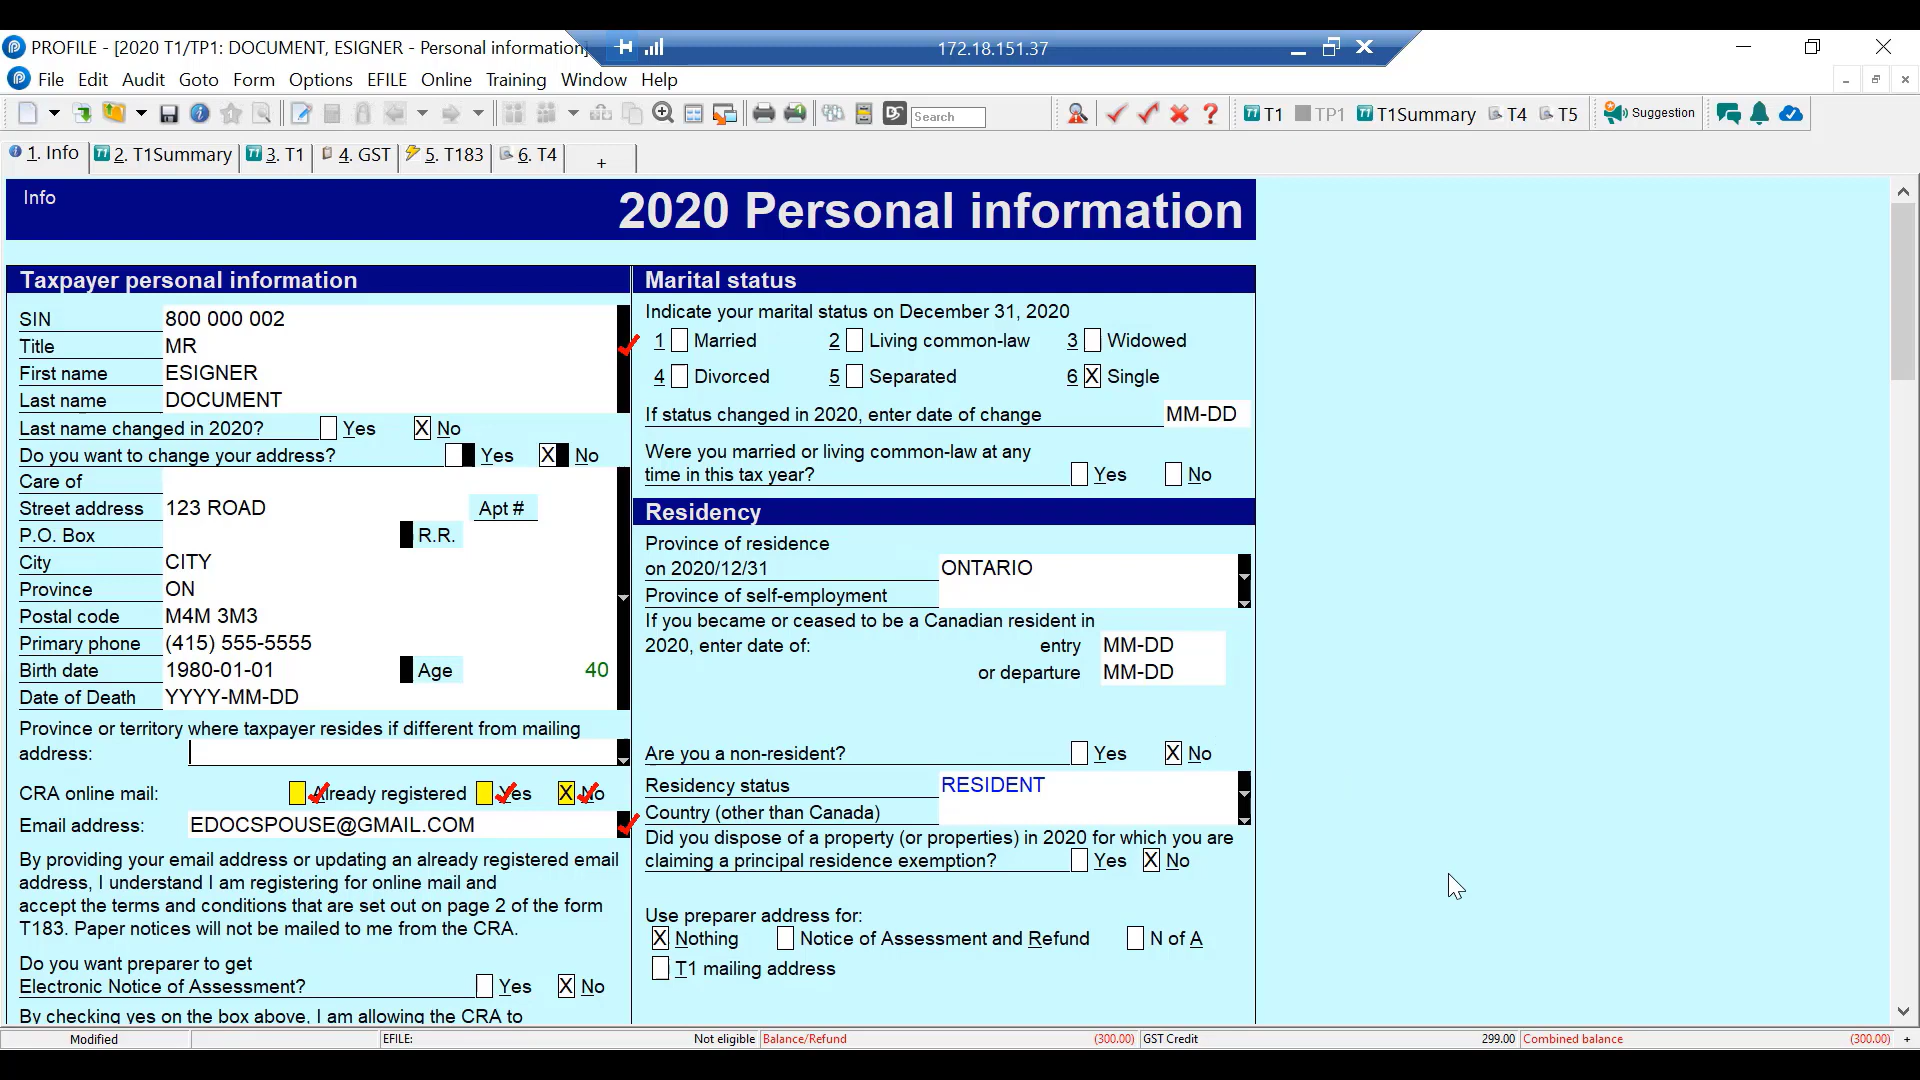 PROFILE - [2020 T1/TP1: DOCUMENT, ESIGNER - Personal information]
172.18.151.37
File Edit Audit Goto Form Options EFILE Online Training Window Help
Search
T1 TP1 T1Summary T4 T5 Suggestion
1. Info 2. T1Summary 3. T1 4. GST 5. T183 6. T4 +
Info
2020 Personal information
Taxpayer personal information
SIN 800 000 002
Title MR
First name ESIGNER
Last name DOCUMENT
Last name changed in 2020? Yes X No
Do you want to change your address? Yes X No
Care of
Street address 123 ROAD Apt #
P.O. Box R.R.
City CITY
Province ON
Postal code M4M 3M3
Primary phone (415) 555-5555
Birth date 1980-01-01 Age 40
Date of Death YYYY-MM-DD
Province or territory where taxpayer resides if different from mailing
address:
CRA online mail: Already registered Yes X No
Email address: EDOCSPOUSE@GMAIL.COM
By providing your email address or updating an already registered email
address, I understand I am registering for online mail and
accept the terms and conditions that are set out on page 2 of the form
T183. Paper notices will not be mailed to me from the CRA.
Do you want preparer to get
Electronic Notice of Assessment? Yes X No
By checking yes on the box above, I am allowing the CRA to
Marital status
Indicate your marital status on December 31, 2020
1 Married 2 Living common-law 3 Widowed
4 Divorced 5 Separated 6 X Single
If status changed in 2020, enter date of change MM-DD
Were you married or living common-law at any
time in this tax year? Yes No
Residency
Province of residence
on 2020/12/31 ONTARIO
Province of self-employment
If you became or ceased to be a Canadian resident in
2020, enter date of: entry MM-DD
or departure MM-DD
Are you a non-resident? Yes X No
Residency status RESIDENT
Country (other than Canada)
Did you dispose of a property (or properties) in 2020 for which you are
claiming a principal residence exemption? Yes X No
Use preparer address for:
X Nothing Notice of Assessment and Refund N of A
T1 mailing address
Modified EFILE: Not eligible Balance/Refund (300.00) GST Credit 299.00 Combined balance (300.00) +